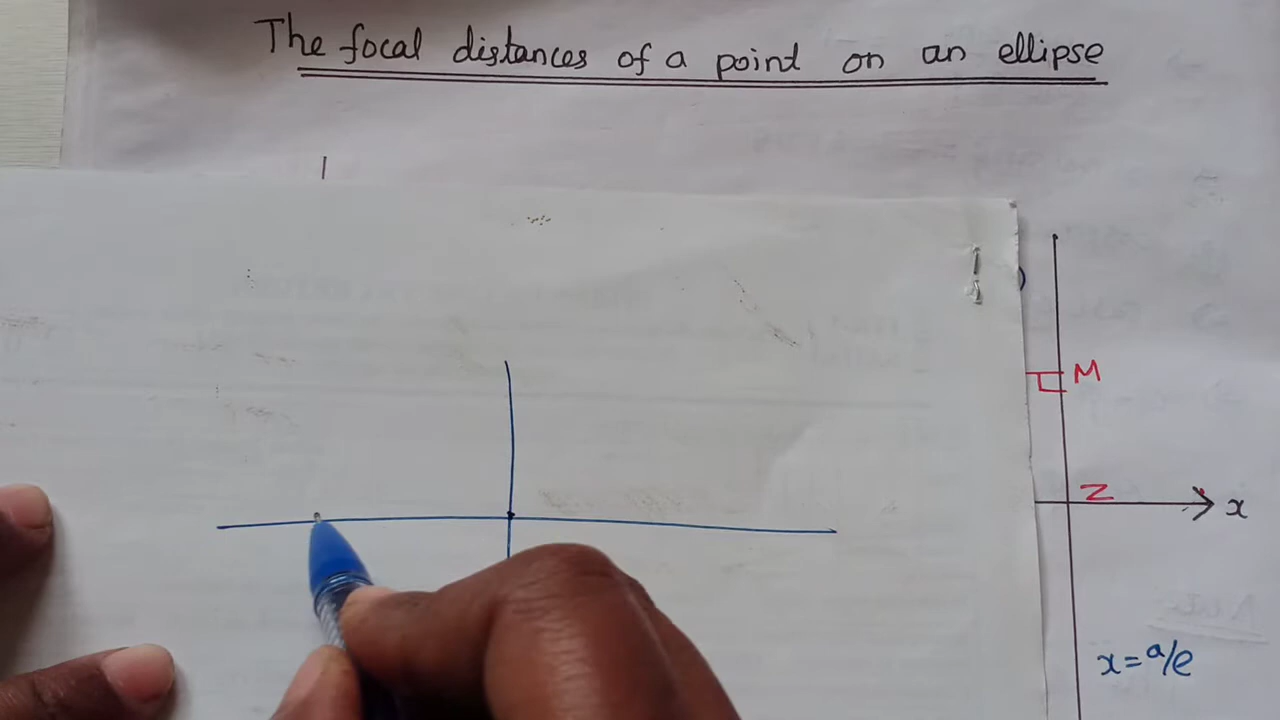 The focal distances of a point on an ellipse
M
Z
x
x = a/e